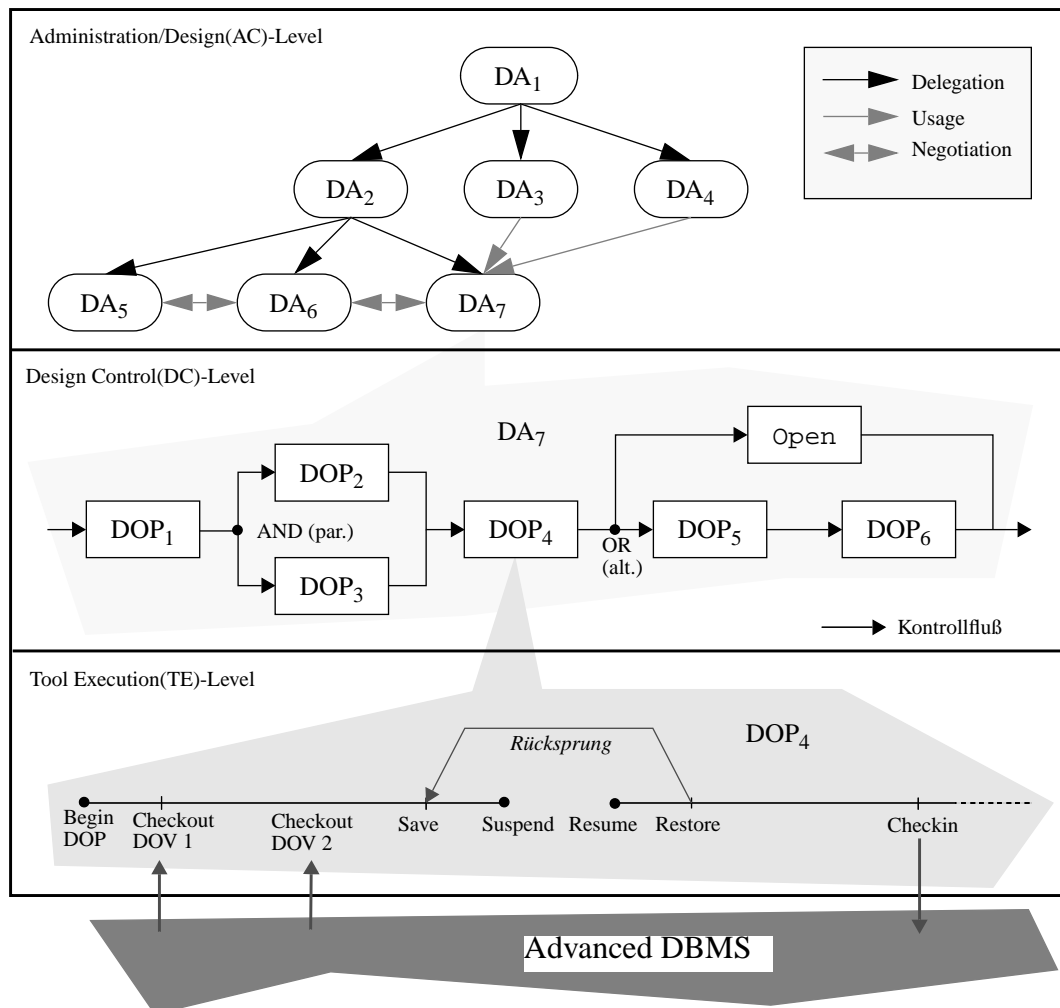 Administration/Design(AC)-Level
DA1
Delegation
Usage
Negotiation
DA2
DA3
DA4
DA5
DA6
DA7
Design Control(DC)-Level
DA7
Open
DOP2
DOP1
AND (par.)
DOP4
OR
(alt.)
DOP5
DOP6
DOP3
Kontrollfluß
Tool Execution(TE)-Level
DOP4
Rücksprung
Begin
DOP
Checkout
DOV 1
Checkout
DOV 2
Save
Suspend
Resume
Restore
Checkin
Advanced DBMS